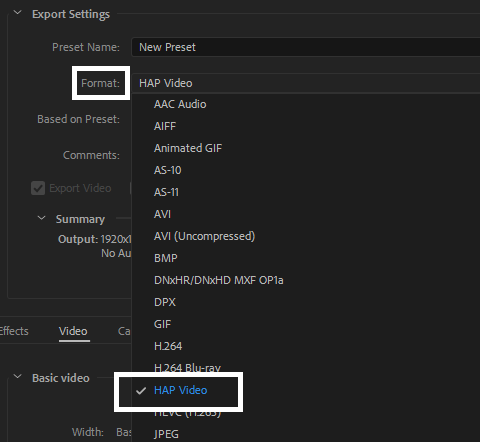 Export Settings
Preset Name: New Preset
Format: HAP Video
AAC Audio
AIFF
Based on Preset:
Animated GIF
AS-10
Comments:
AS-11
Export Video
AVI
Summary
AVI (Uncompressed)
Output: 1920x1
No Au
BMP
DNxHR/DNxHD MXF OP1a
DPX
GIF
Effects Video Ca
H.264
H.264 Blu-ray
Basic video
HAP Video
HEVC (H.265)
Width: Bas
JPEG